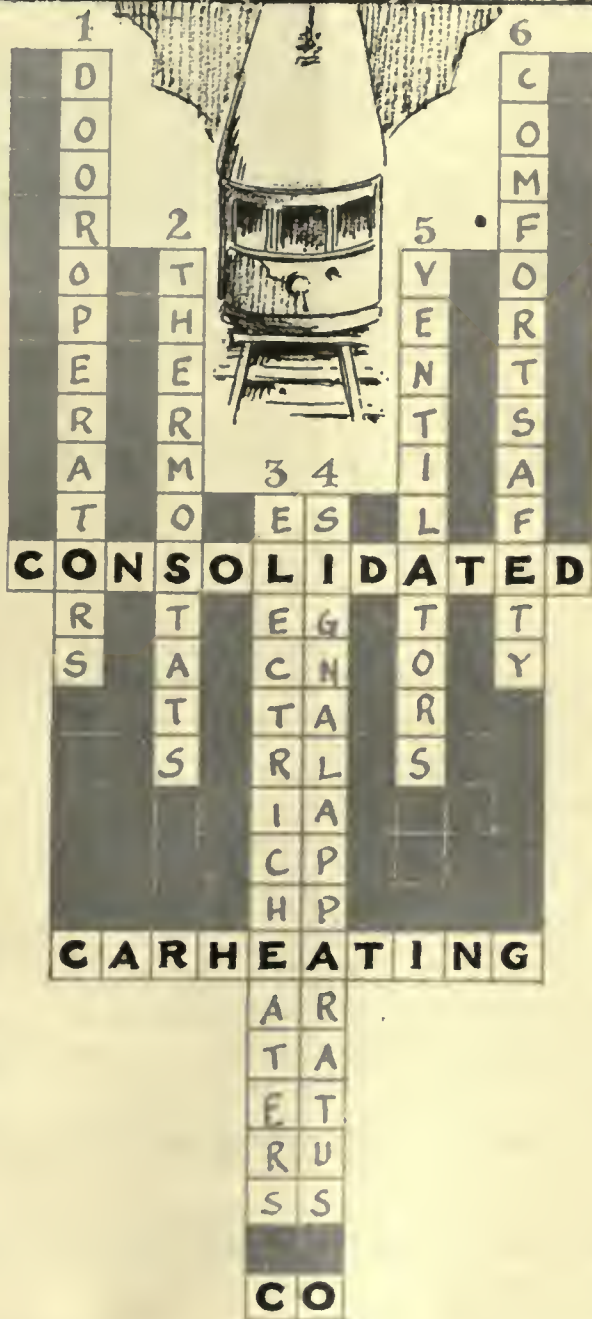 1
DOOROPERATORS
2
THERMOSTATS
3
ELECTRICHEATERS
4
SIGNALAPPARATUS
5
VENTILATORS
6
COMFORTSAFETY
CONSOLIDATED
CARHEATING
CO